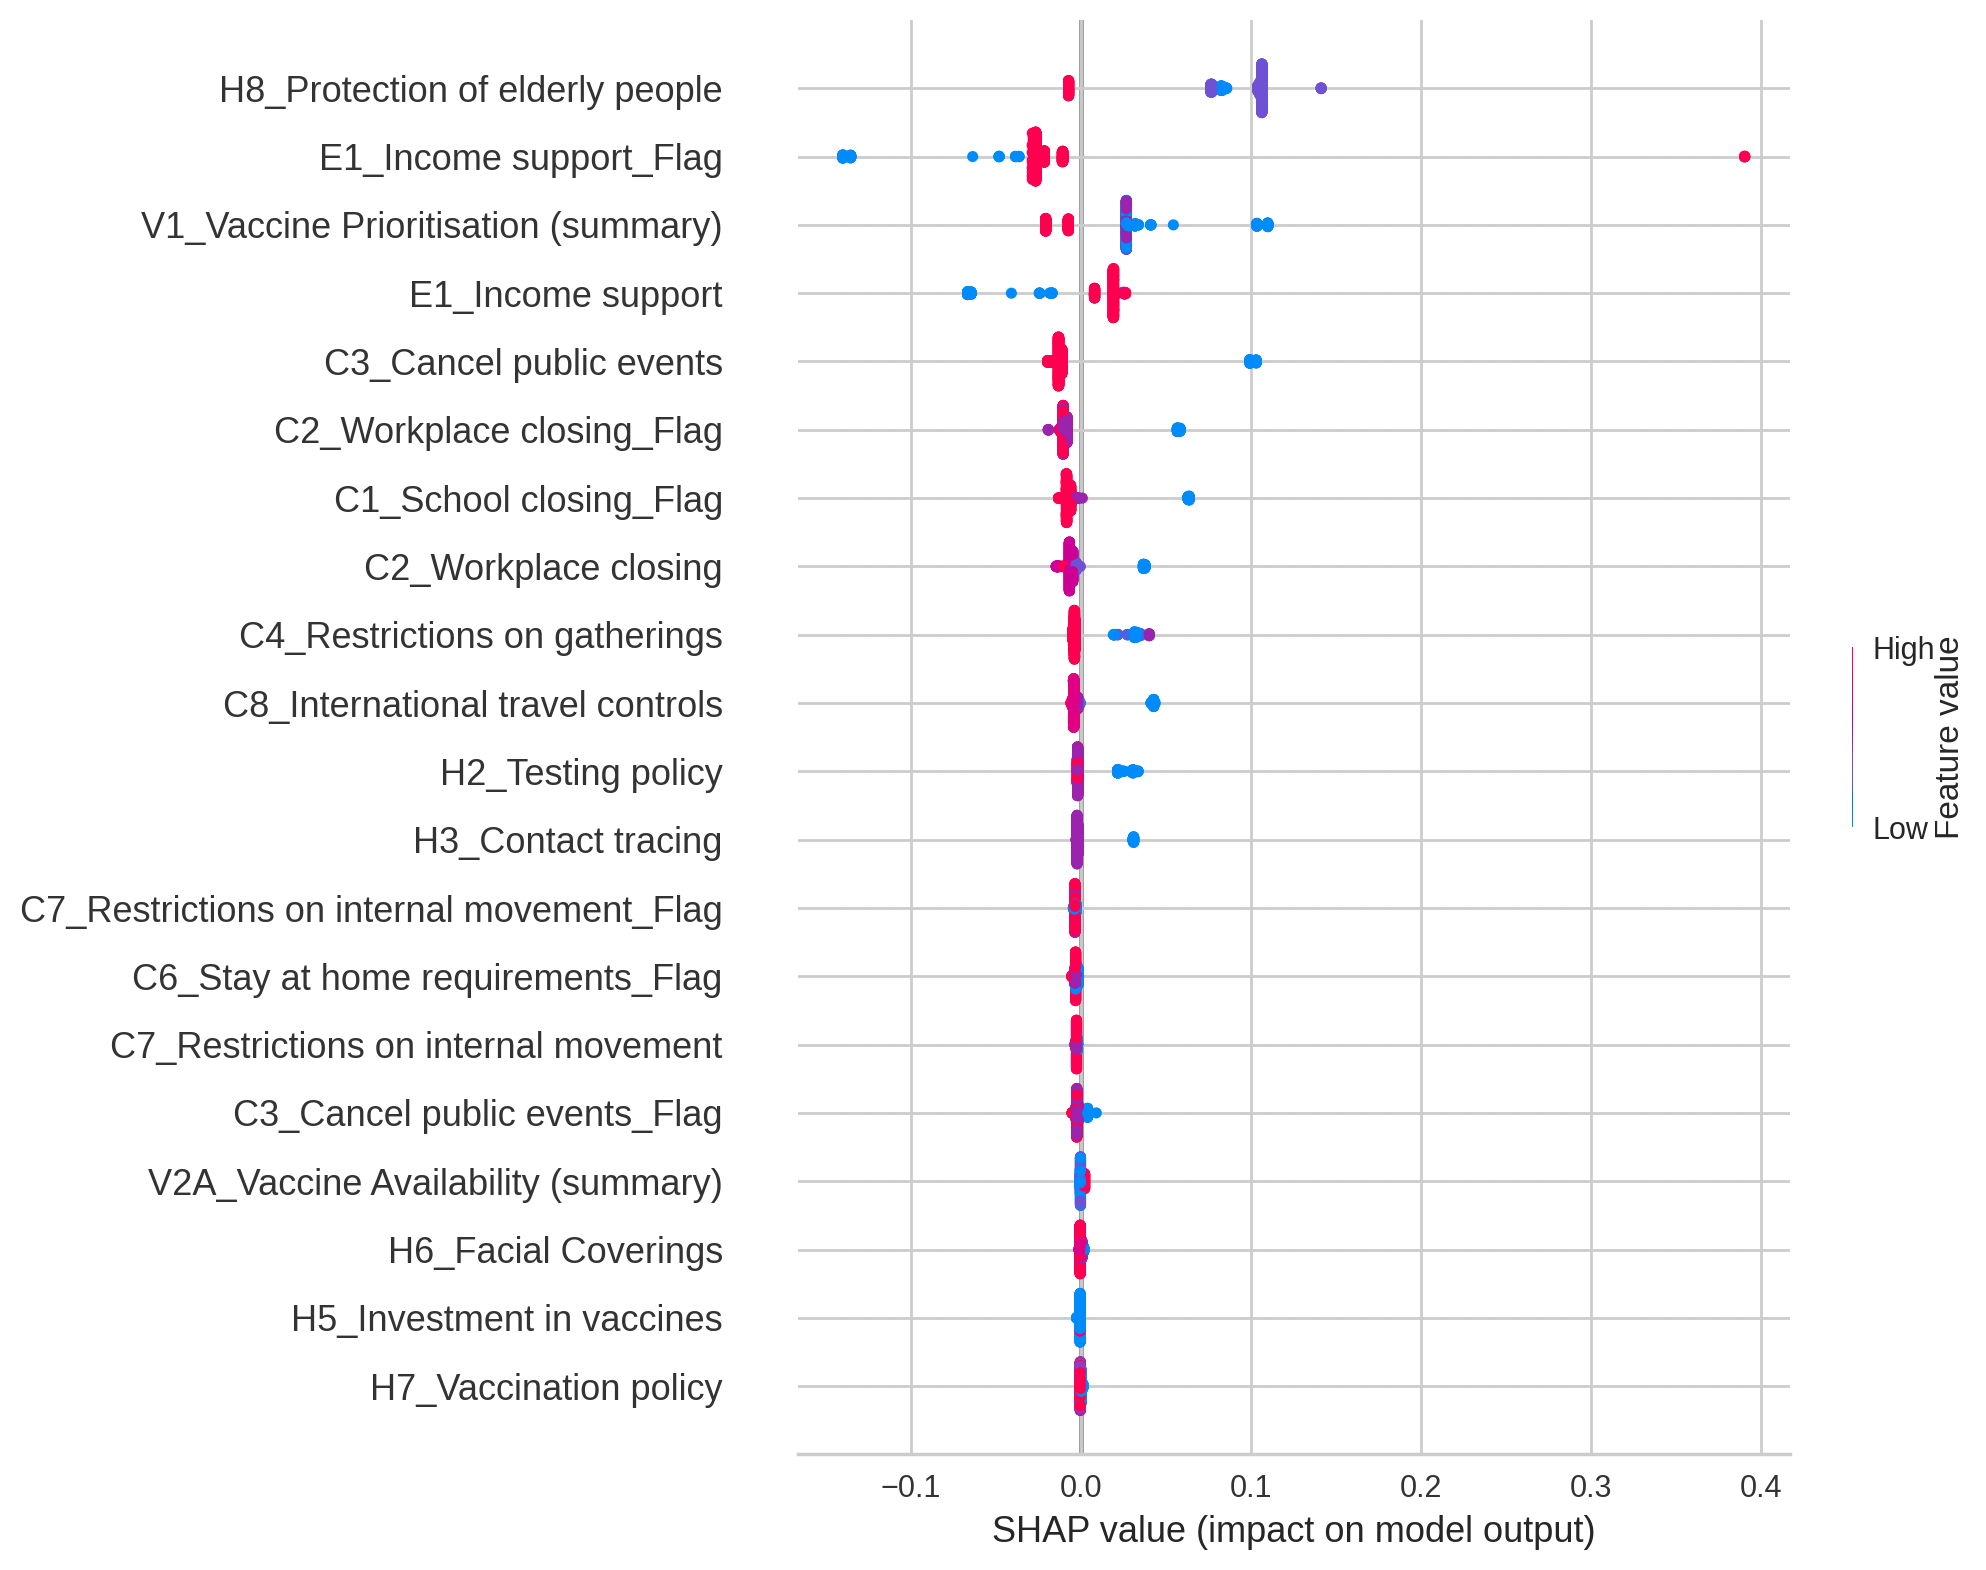 H8_Protection of elderly people
E1_Income support_Flag
V1_Vaccine Prioritisation (summary)
E1_Income support
C3_Cancel public events
C2_Workplace closing_Flag
C1_School closing_Flag
C2_Workplace closing
C4_Restrictions on gatherings
C8_International travel controls
H2_Testing policy
H3_Contact tracing
C7_Restrictions on internal movement_Flag
C6_Stay at home requirements_Flag
C7_Restrictions on internal movement
C3_Cancel public events_Flag
V2A_Vaccine Availability (summary)
H6_Facial Coverings
H5_Investment in vaccines
H7_Vaccination policy
−0.1 0.0 0.1 0.2 0.3 0.4
SHAP value (impact on model output)
High
Low
Feature value